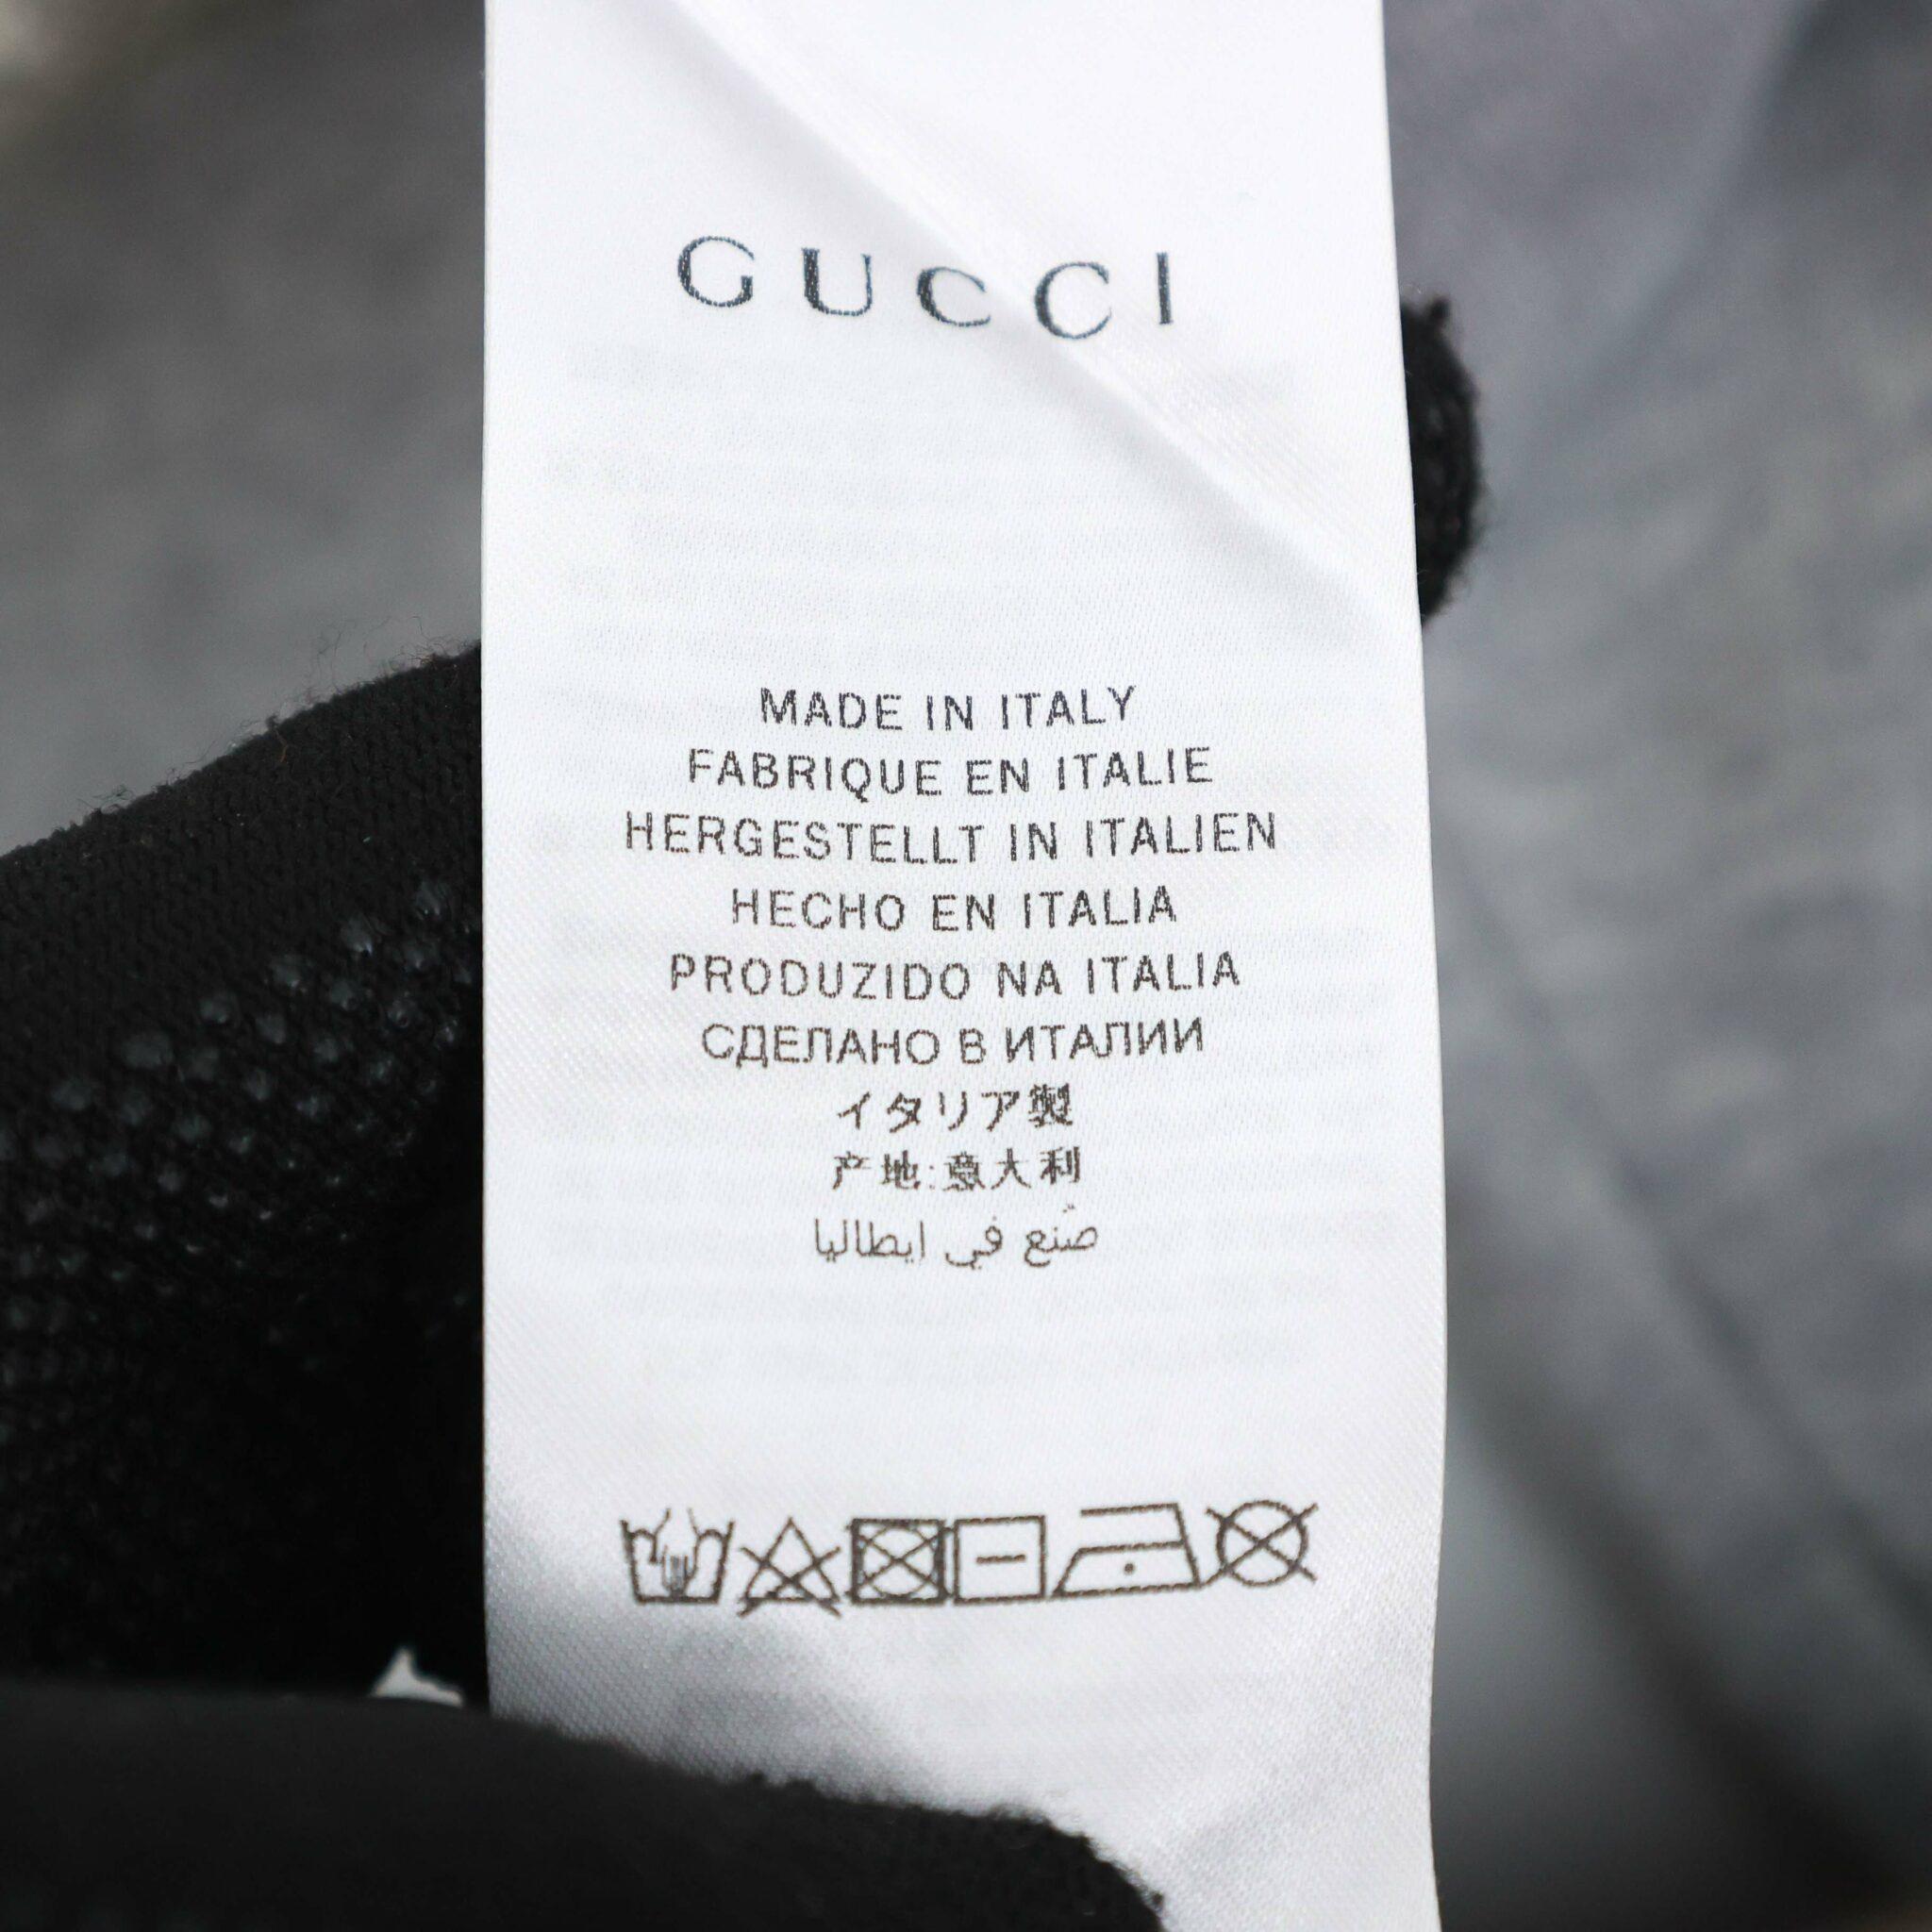 GUCCI
MADE IN ITALY
FABRIQUE EN ITALIE
HERGESTELLT IN ITALIEN
HECHO EN ITALIA
PRODUZIDO NA ITALIA
СДЕЛАНО В ИТАЛИИ
イタリア製
产地:意大利
صُنع في ايطاليا